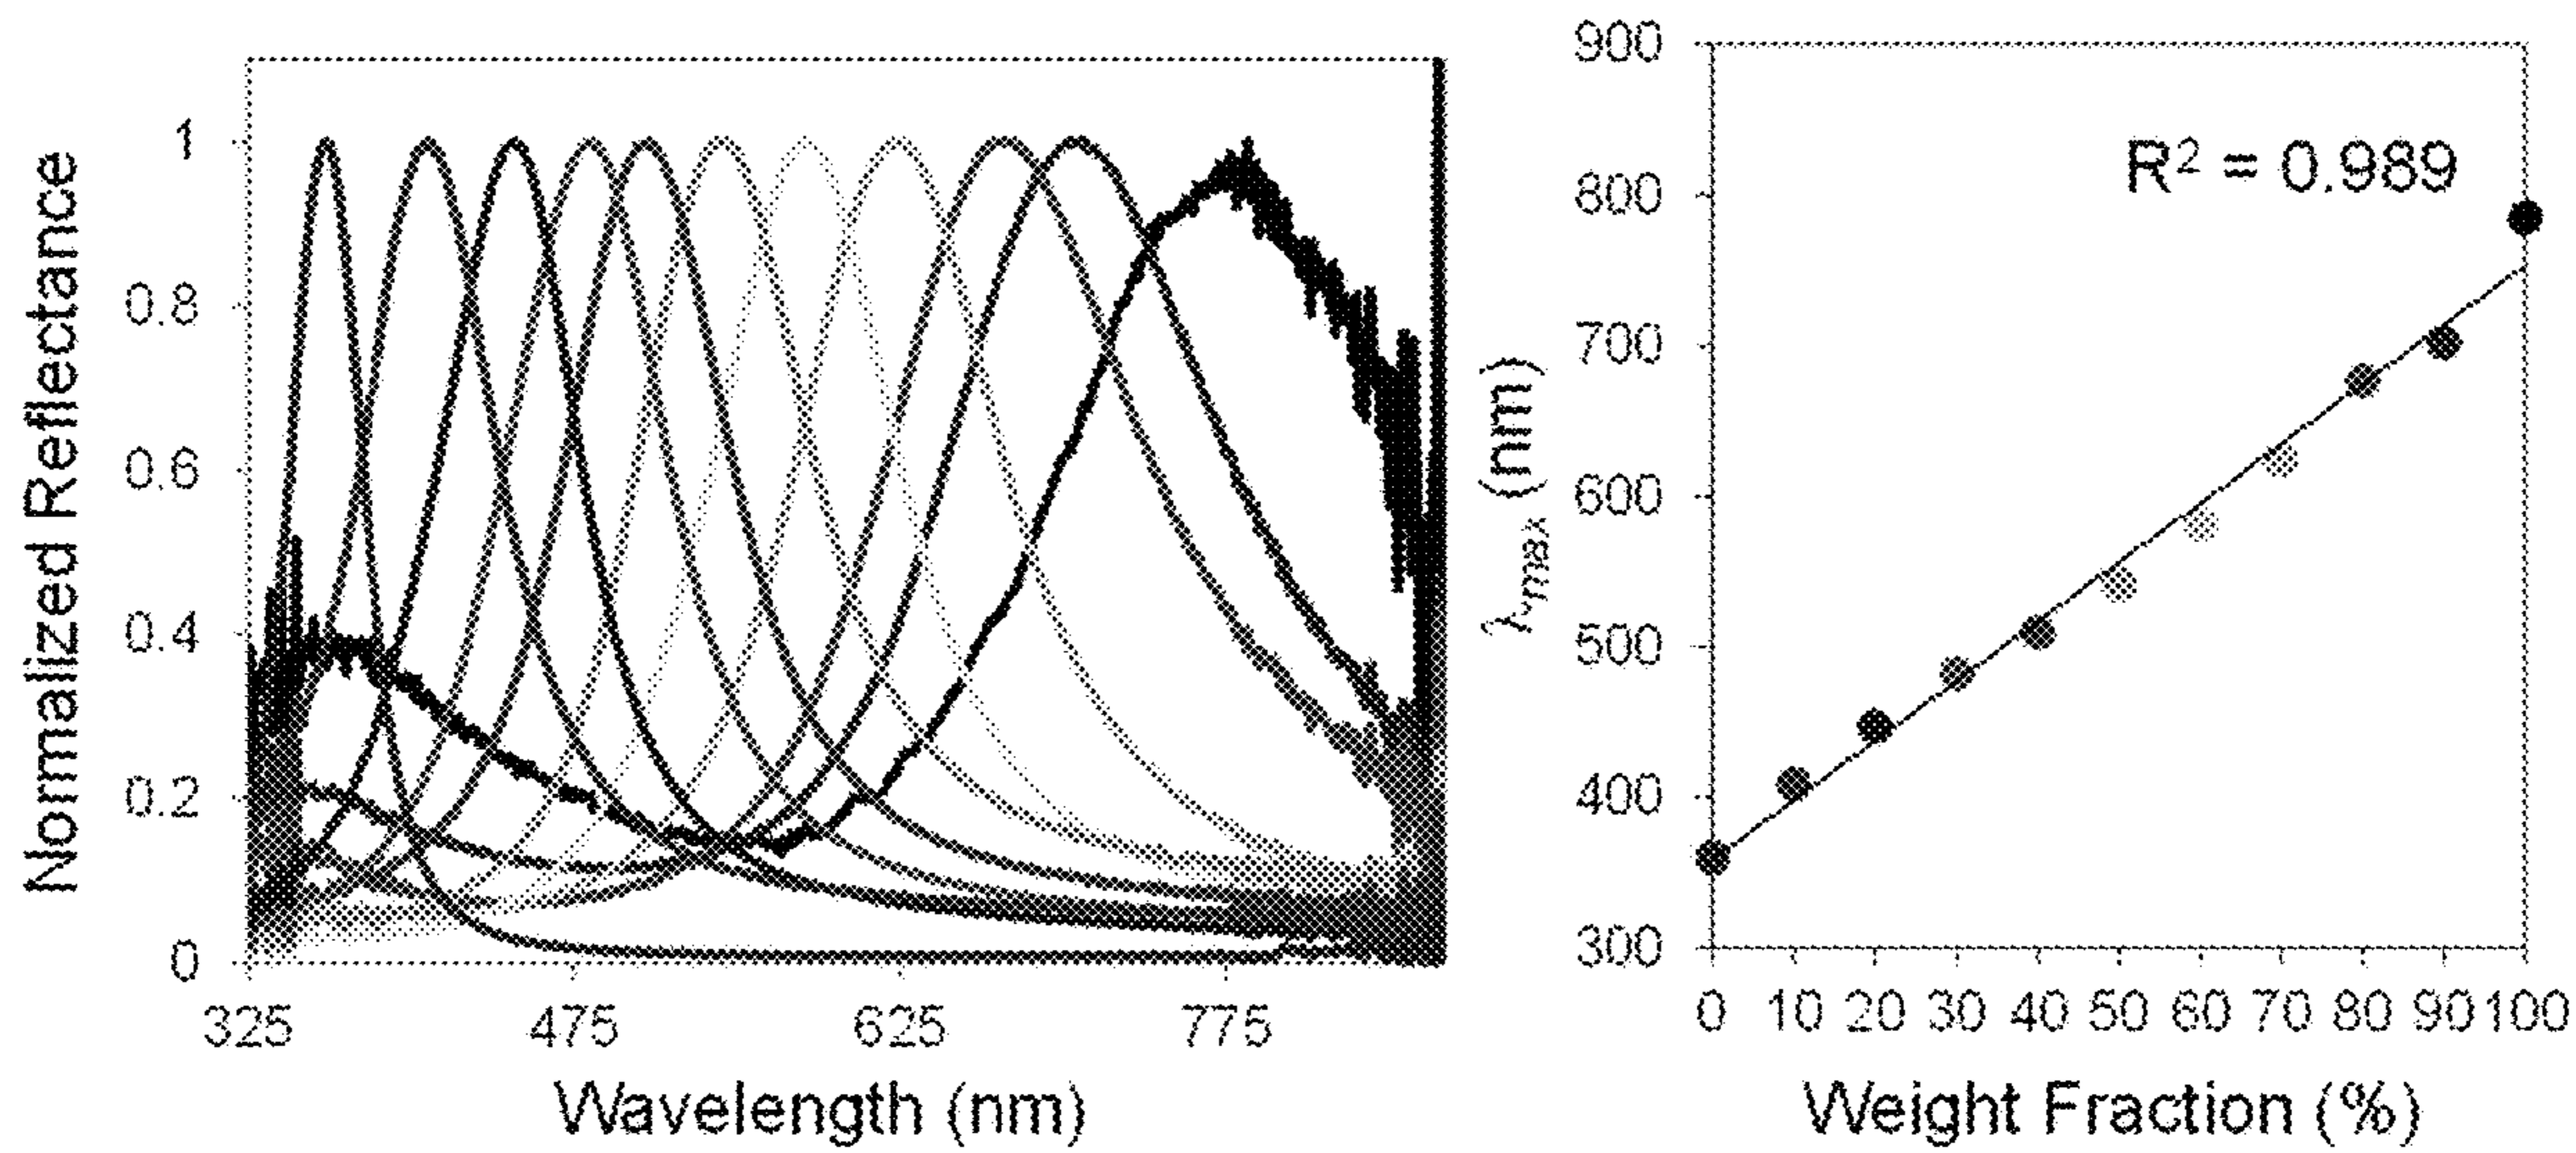 Normalized Reflectance
1
0.8
0.6
0.4
0.2
0
325 475 625 775
Wavelength (nm)
λmax (nm)
900
800
700
600
500
400
300
R² = 0.989
0 10 20 30 40 50 60 70 80 90 100
Weight Fraction (%)